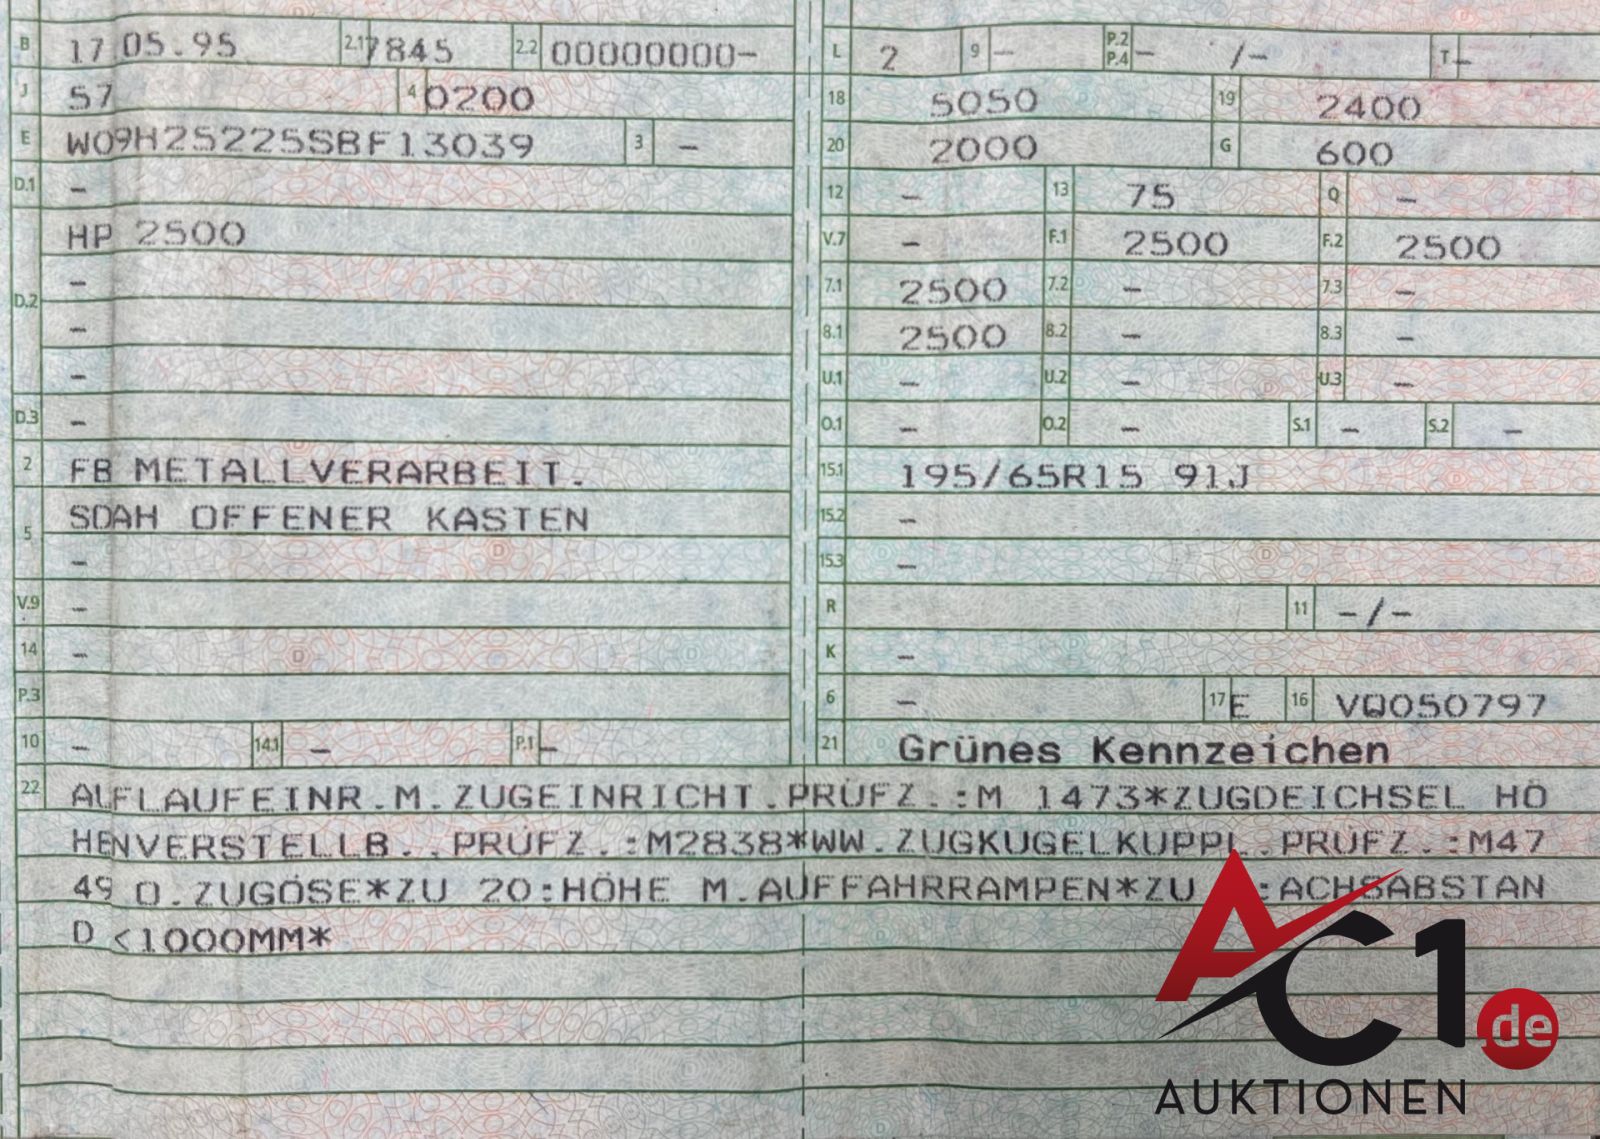 B 17 05.95 2.1 7845 2.2 00000000-
J 57 4 0200
E W09H25225SBF13039 3 -
D.1 -
HP 2500
D.2 -
-
-
D.3 -
2 FB METALLVERARBEIT.
5 SDAH OFFENER KASTEN
-
V.9 -
14 -
P.3
10 - 14.1 - P.1 -
L 2 9 - P.2 P.4 - /- T -
18 5050 19 2400
20 2000 G 600
12 - 13 75 Q -
V.7 - F.1 2500 F.2 2500
7.1 2500 7.2 - 7.3 -
8.1 2500 8.2 - 8.3 -
U.1 - U.2 - U.3 -
O.1 - O.2 - S.1 - S.2 -
15.1 195/65R15 91J
15.2 -
15.3 -
R 11 -/-
K -
6 - 17 E 16 VQ050797
21 Grünes Kennzeichen
22 AUFLAUFEINR.M.ZUGEINRICHT.PRÜFZ.:M 1473*ZUGDEICHSEL HÖ
HENVERSTELLB..PRÜFZ.:M2838*WW.ZUGKUGELKUPPL.PRÜFZ.:M47
49 O.ZUGÖSE*ZU 20:HÖHE M.AUFFAHRRAMPEN*ZU :ACHSABSTAN
D <1000MM*
AC1.de
AUKTIONEN